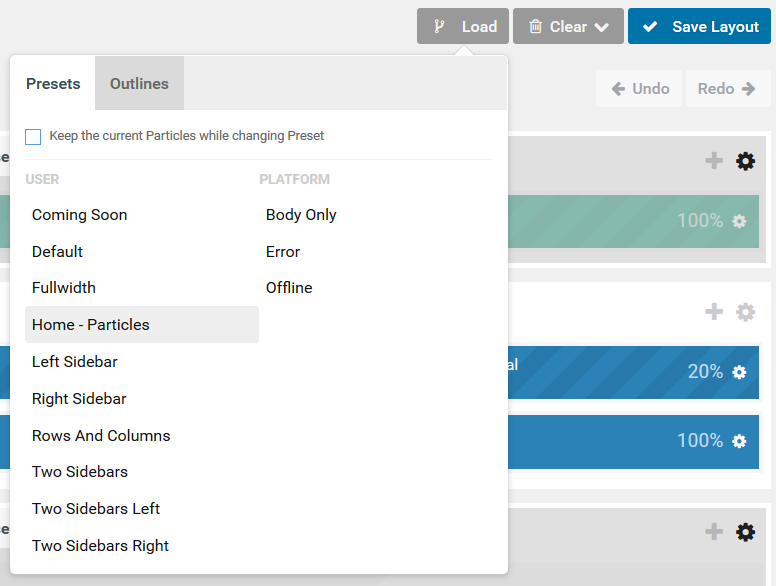 Load
Clear
Save Layout
Presets
Outlines
Undo
Redo
Keep the current Particles while changing Preset
USER
PLATFORM
Coming Soon
Body Only
Default
Error
Fullwidth
Offline
Home - Particles
Left Sidebar
Right Sidebar
Rows And Columns
Two Sidebars
Two Sidebars Left
Two Sidebars Right
100%
20%
100%